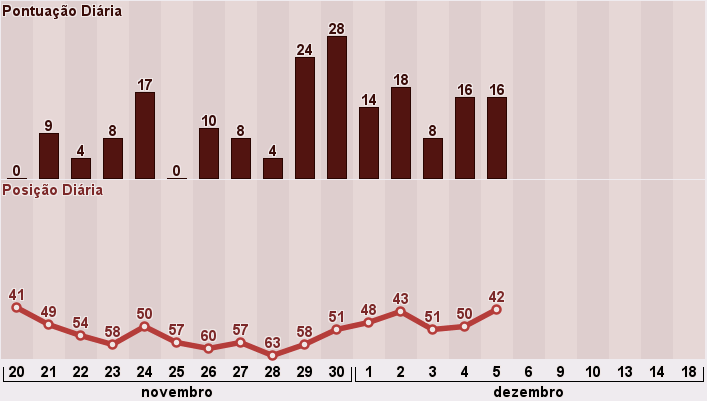 Pontuação Diária
0 9 4 8 17 0 10 8 4 24 28 14 18 8 16 16
Posição Diária
41 49 54 58 50 57 60 57 63 58 51 48 43 51 50 42
20 21 22 23 24 25 26 27 28 29 30 1 2 3 4 5 6 9 10 13 14 18
novembro dezembro